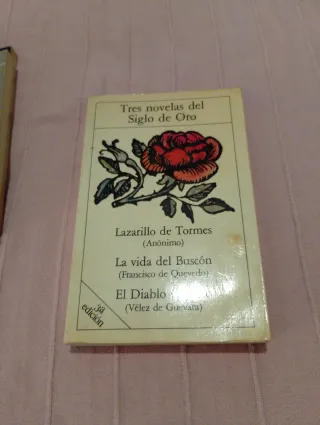 Tres novelas del
Siglo de Oro
Lazarillo de Tormes
(Anónimo)
La vida del Buscón
(Francisco de Quevedo)
El Diablo
(Vélez de Guevara)
3ª
edición